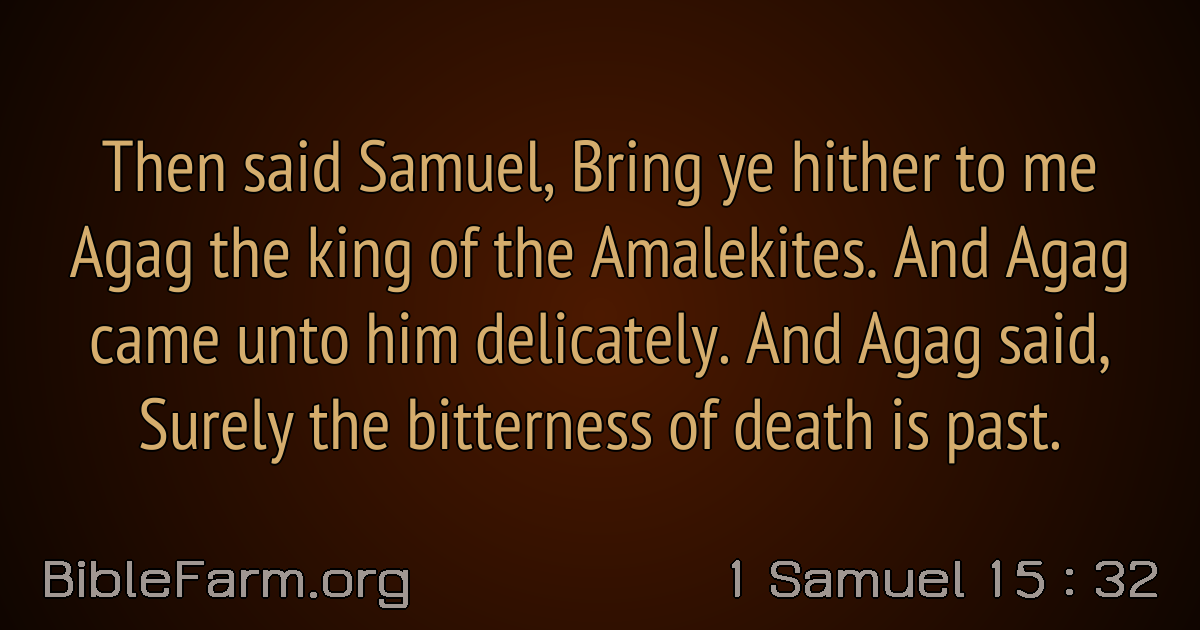 Then said Samuel, Bring ye hither to me
Agag the king of the Amalekites. And Agag
came unto him delicately. And Agag said,
Surely the bitterness of death is past.
BibleFarm.org
1 Samuel 15 : 32